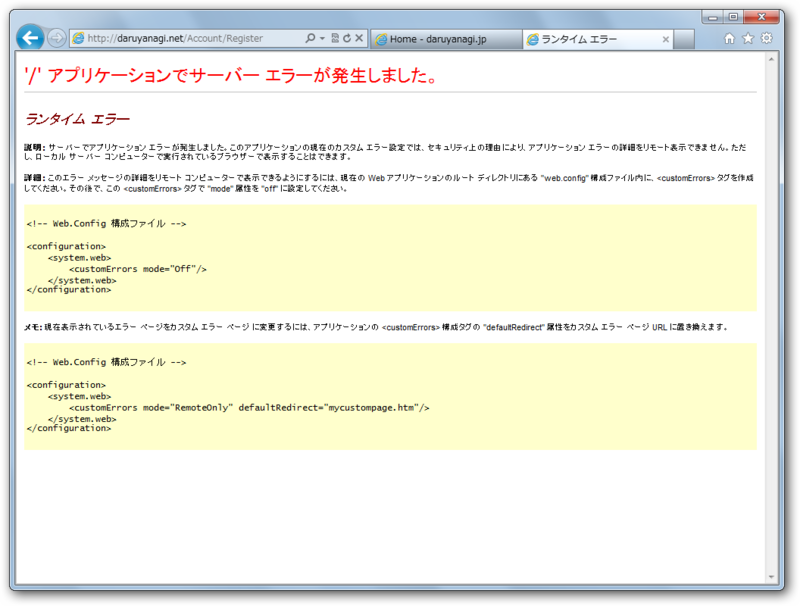 http://daruyanagi.net/Account/Register
Home - daruyanagi.jp
ランタイム エラー
'/' アプリケーションでサーバー エラーが発生しました。
ランタイム エラー
説明: サーバーでアプリケーション エラーが発生しました。このアプリケーションの現在のカスタム エラー設定では、セキュリティ上の理由により、アプリケーション エラーの詳細をリモート表示できません。ただ
し、ローカル サーバー コンピューターで実行されているブラウザーで表示することはできます。
詳細: このエラー メッセージの詳細をリモート コンピューターで表示できるようにするには、現在の Web アプリケーションのルート ディレクトリにある "web.config" 構成ファイル内に、<customErrors> タグを作成
してください。その後で、この <customErrors> タグで "mode" 属性を "off" に設定してください。
<!-- Web.Config 構成ファイル -->
<configuration>
<system.web>
<customErrors mode="Off"/>
</system.web>
</configuration>
メモ: 現在表示されているエラー ページをカスタム エラー ページ に変更するには、アプリケーションの <customErrors> 構成タグの "defaultRedirect" 属性をカスタム エラー ページ URL に置き換えます。
<!-- Web.Config 構成ファイル -->
<configuration>
<system.web>
<customErrors mode="RemoteOnly" defaultRedirect="mycustompage.htm"/>
</system.web>
</configuration>